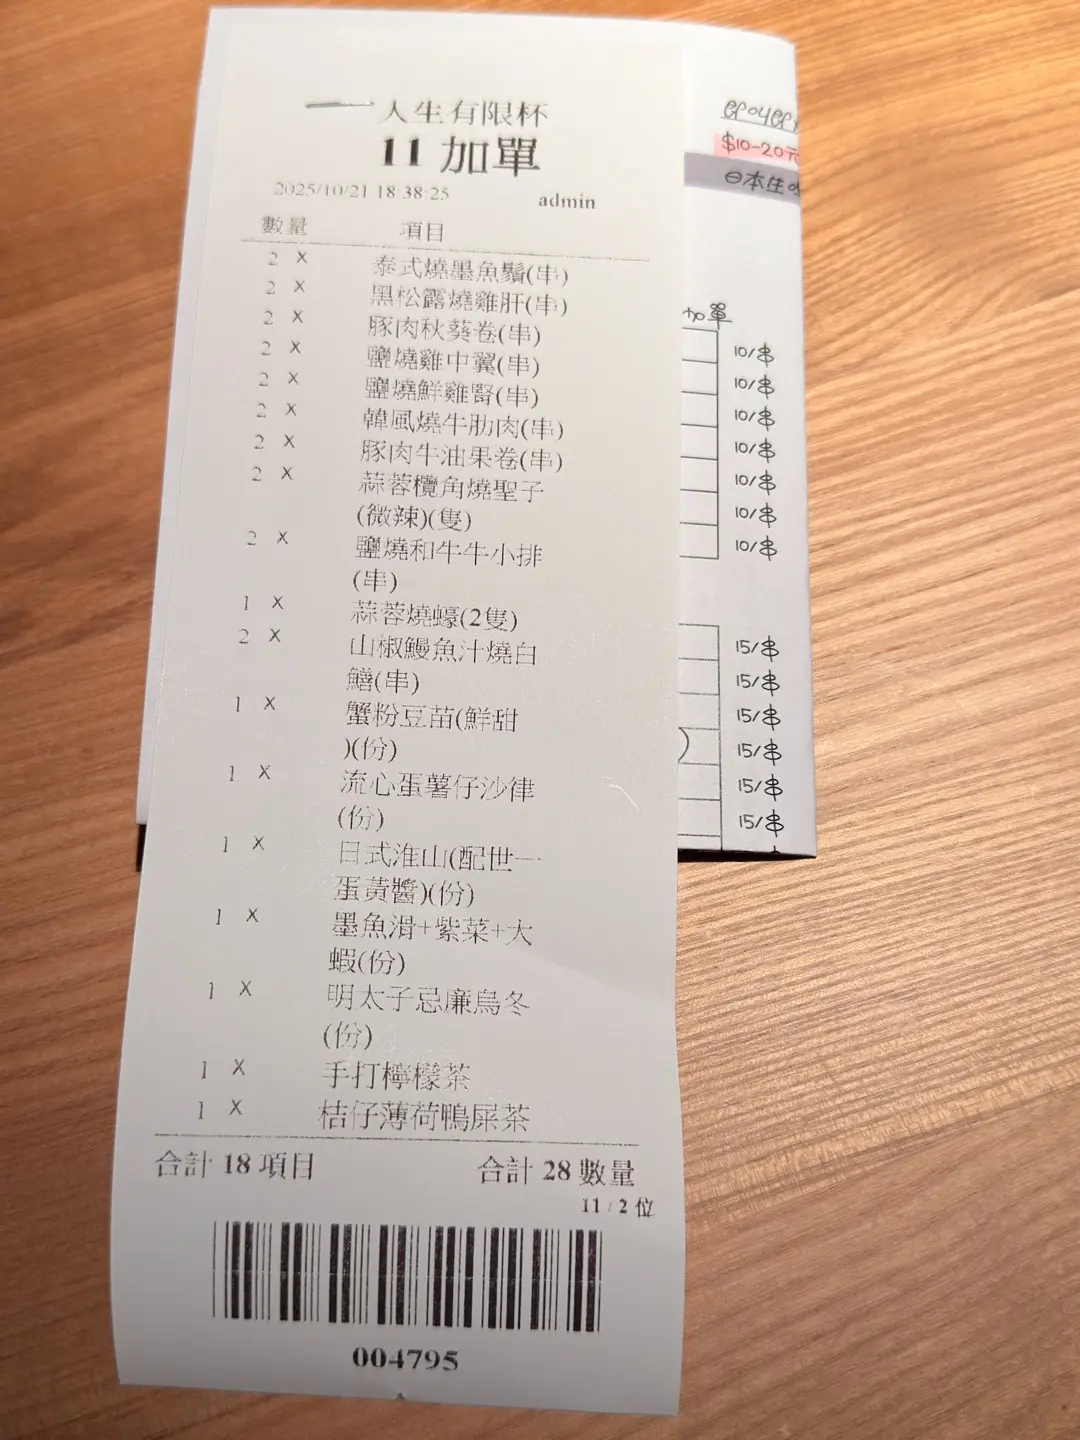 一人生有限杯
11 加單
2025/10/21 18:38:25 admin
數量 項目
2 X 泰式燒墨魚鬚(串)
2 X 黑松露燒雞肝(串)
2 X 豚肉秋葵卷(串)
2 X 鹽燒雞中翼(串)
2 X 鹽燒鮮雞腎(串)
2 X 韓風燒牛肋肉(串)
2 X 豚肉牛油果卷(串)
2 X 蒜蓉欖角燒聖子
(微辣)(隻)
2 X 鹽燒和牛牛小排
(串)
1 X 蒜蓉燒蠔(2隻)
2 X 山椒鰻魚汁燒白
鱔(串)
1 X 蟹粉豆苗(鮮甜
)(份)
1 X 流心蛋薯仔沙律
(份)
1 X 日式淮山(配世一
蛋黃醬)(份)
1 X 墨魚滑+紫菜+大
蝦(份)
1 X 明太子忌廉烏冬
(份)
1 X 手打檸檬茶
1 X 桔仔薄荷鴨屎茶
合計 18 項目 合計 28 數量
11 / 2 位
004795
$10-20元
日本生
加單
10/串
10/串
10/串
10/串
10/串
10/串
10/串
15/串
15/串
15/串
15/串
15/串
15/串